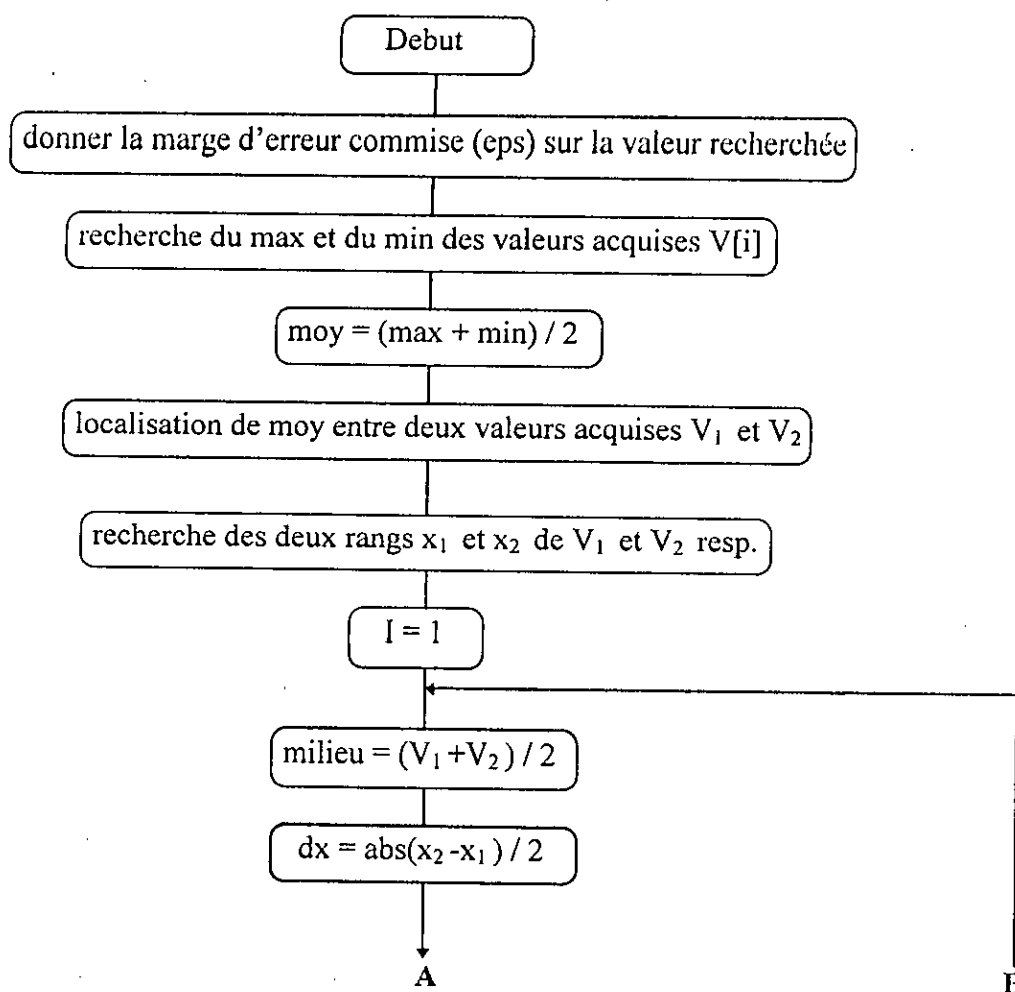 Debut
donner la marge d'erreur commise (eps) sur la valeur recherchée
recherche du max et du min des valeurs acquises V[i]
moy = (max + min) / 2
localisation de moy entre deux valeurs acquises V₁ et V₂
recherche des deux rangs x₁ et x₂ de V₁ et V₂ resp.
I = 1
milieu = (V₁+V₂) / 2
dx = abs(x₂-x₁) / 2
A